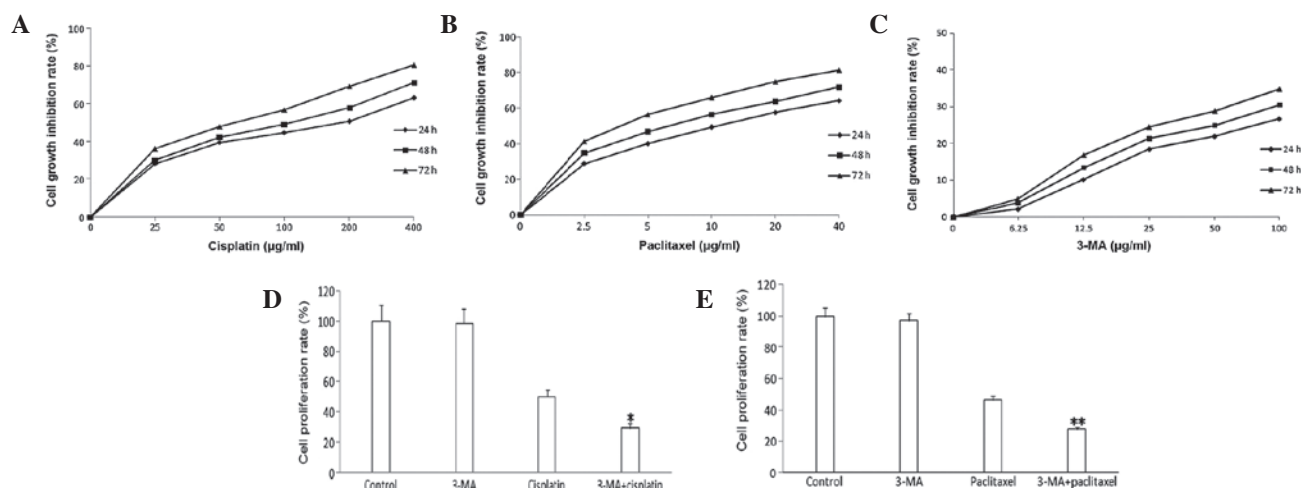 A
Cell growth inhibition rate (%)
100
80
60
40
20
0
0 25 50 100 200 400
Cisplatin (µg/ml)
24 h
48 h
72 h
B
Cell growth inhibition rate (%)
100
80
60
40
20
0
0 2.5 5 10 20 40
Paclitaxel (µg/ml)
24 h
48 h
72 h
C
Cell growth inhibition rate (%)
50
40
30
20
10
0
0 6.25 12.5 25 50 100
3-MA (µg/ml)
24 h
48 h
72 h
D
Cell proliferation rate (%)
120
100
80
60
40
20
0
*
Control 3-MA Cisplatin 3-MA+cisplatin
E
Cell proliferation rate (%)
120
100
80
60
40
20
0
**
Control 3-MA Paclitaxel 3-MA+paclitaxel